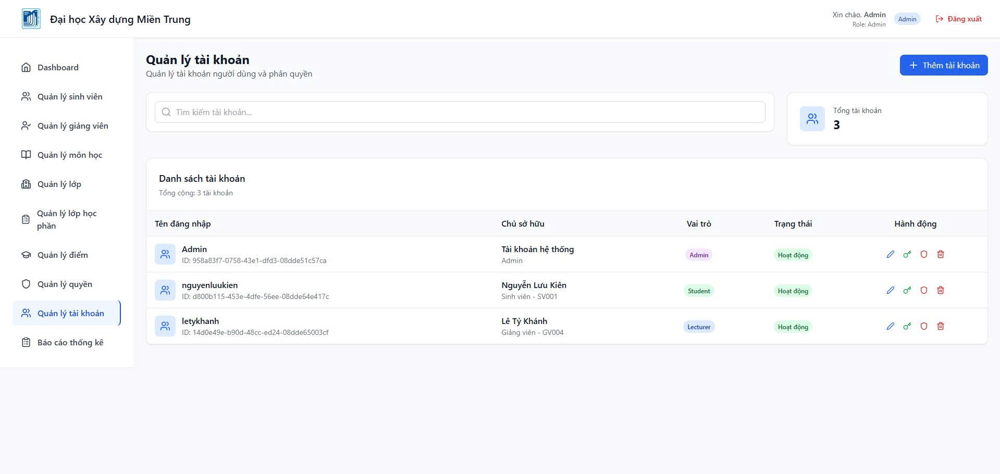 Đại học Xây dựng Miền Trung
Xin chào, Admin
Role: Admin
Admin
Đăng xuất
Dashboard
Quản lý sinh viên
Quản lý giảng viên
Quản lý môn học
Quản lý lớp
Quản lý lớp học
phần
Quản lý điểm
Quản lý quyền
Quản lý tài khoản
Báo cáo thống kê
Quản lý tài khoản
Quản lý tài khoản người dùng và phân quyền
Thêm tài khoản
Tìm kiếm tài khoản...
Tổng tài khoản
3
Danh sách tài khoản
Tổng cộng: 3 tài khoản
Tên đăng nhập Chủ sở hữu Vai trò Trạng thái Hành động
Admin Tài khoản hệ thống Admin Hoạt động
ID: 958a83f7-0758-43e1-dfd3-08dde51c57ca Admin
nguyenluukien Nguyễn Lưu Kiên Student Hoạt động
ID: d800b115-453e-4dfe-56ee-08dde64e417c Sinh viên - SV001
letykhanh Lê Tỷ Khánh Lecturer Hoạt động
ID: 14d0e49e-b90d-48cc-ed24-08dde65003cf Giảng viên - GV004